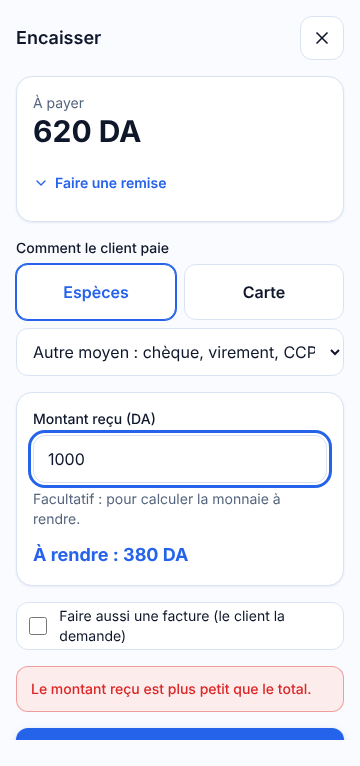 Encaisser
À payer
620 DA
Faire une remise
Comment le client paie
Espèces
Carte
Autre moyen : chèque, virement, CCP
Montant reçu (DA)
1000
Facultatif : pour calculer la monnaie à
rendre.
À rendre : 380 DA
Faire aussi une facture (le client la
demande)
Le montant reçu est plus petit que le total.